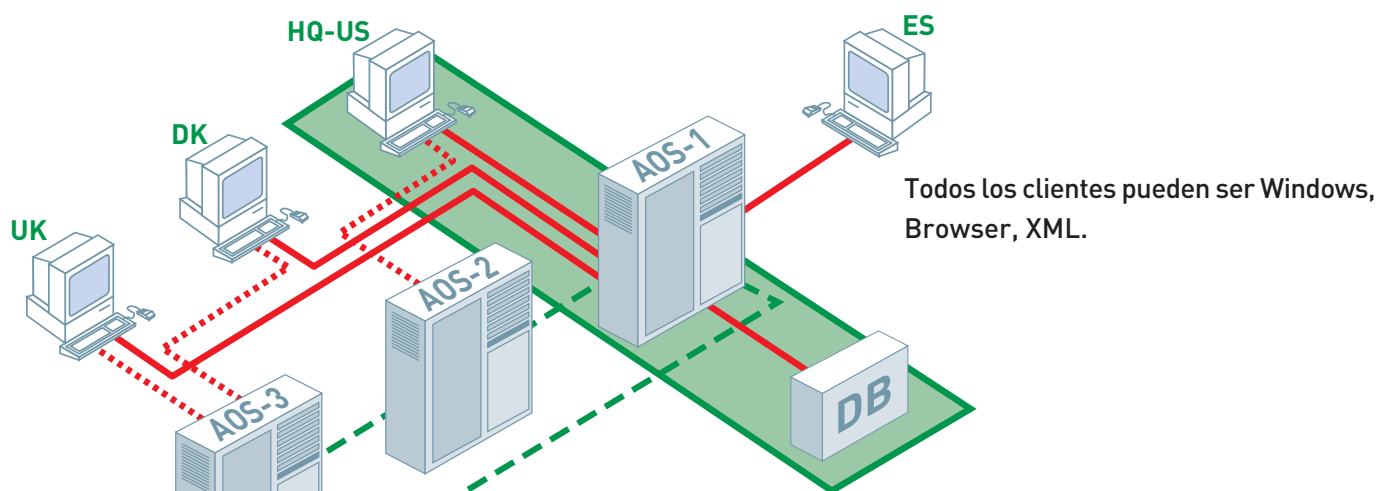 HQ-US
ES
DK
UK
AOS-1
AOS-2
AOS-3
DB
Todos los clientes pueden ser Windows,
Browser, XML.